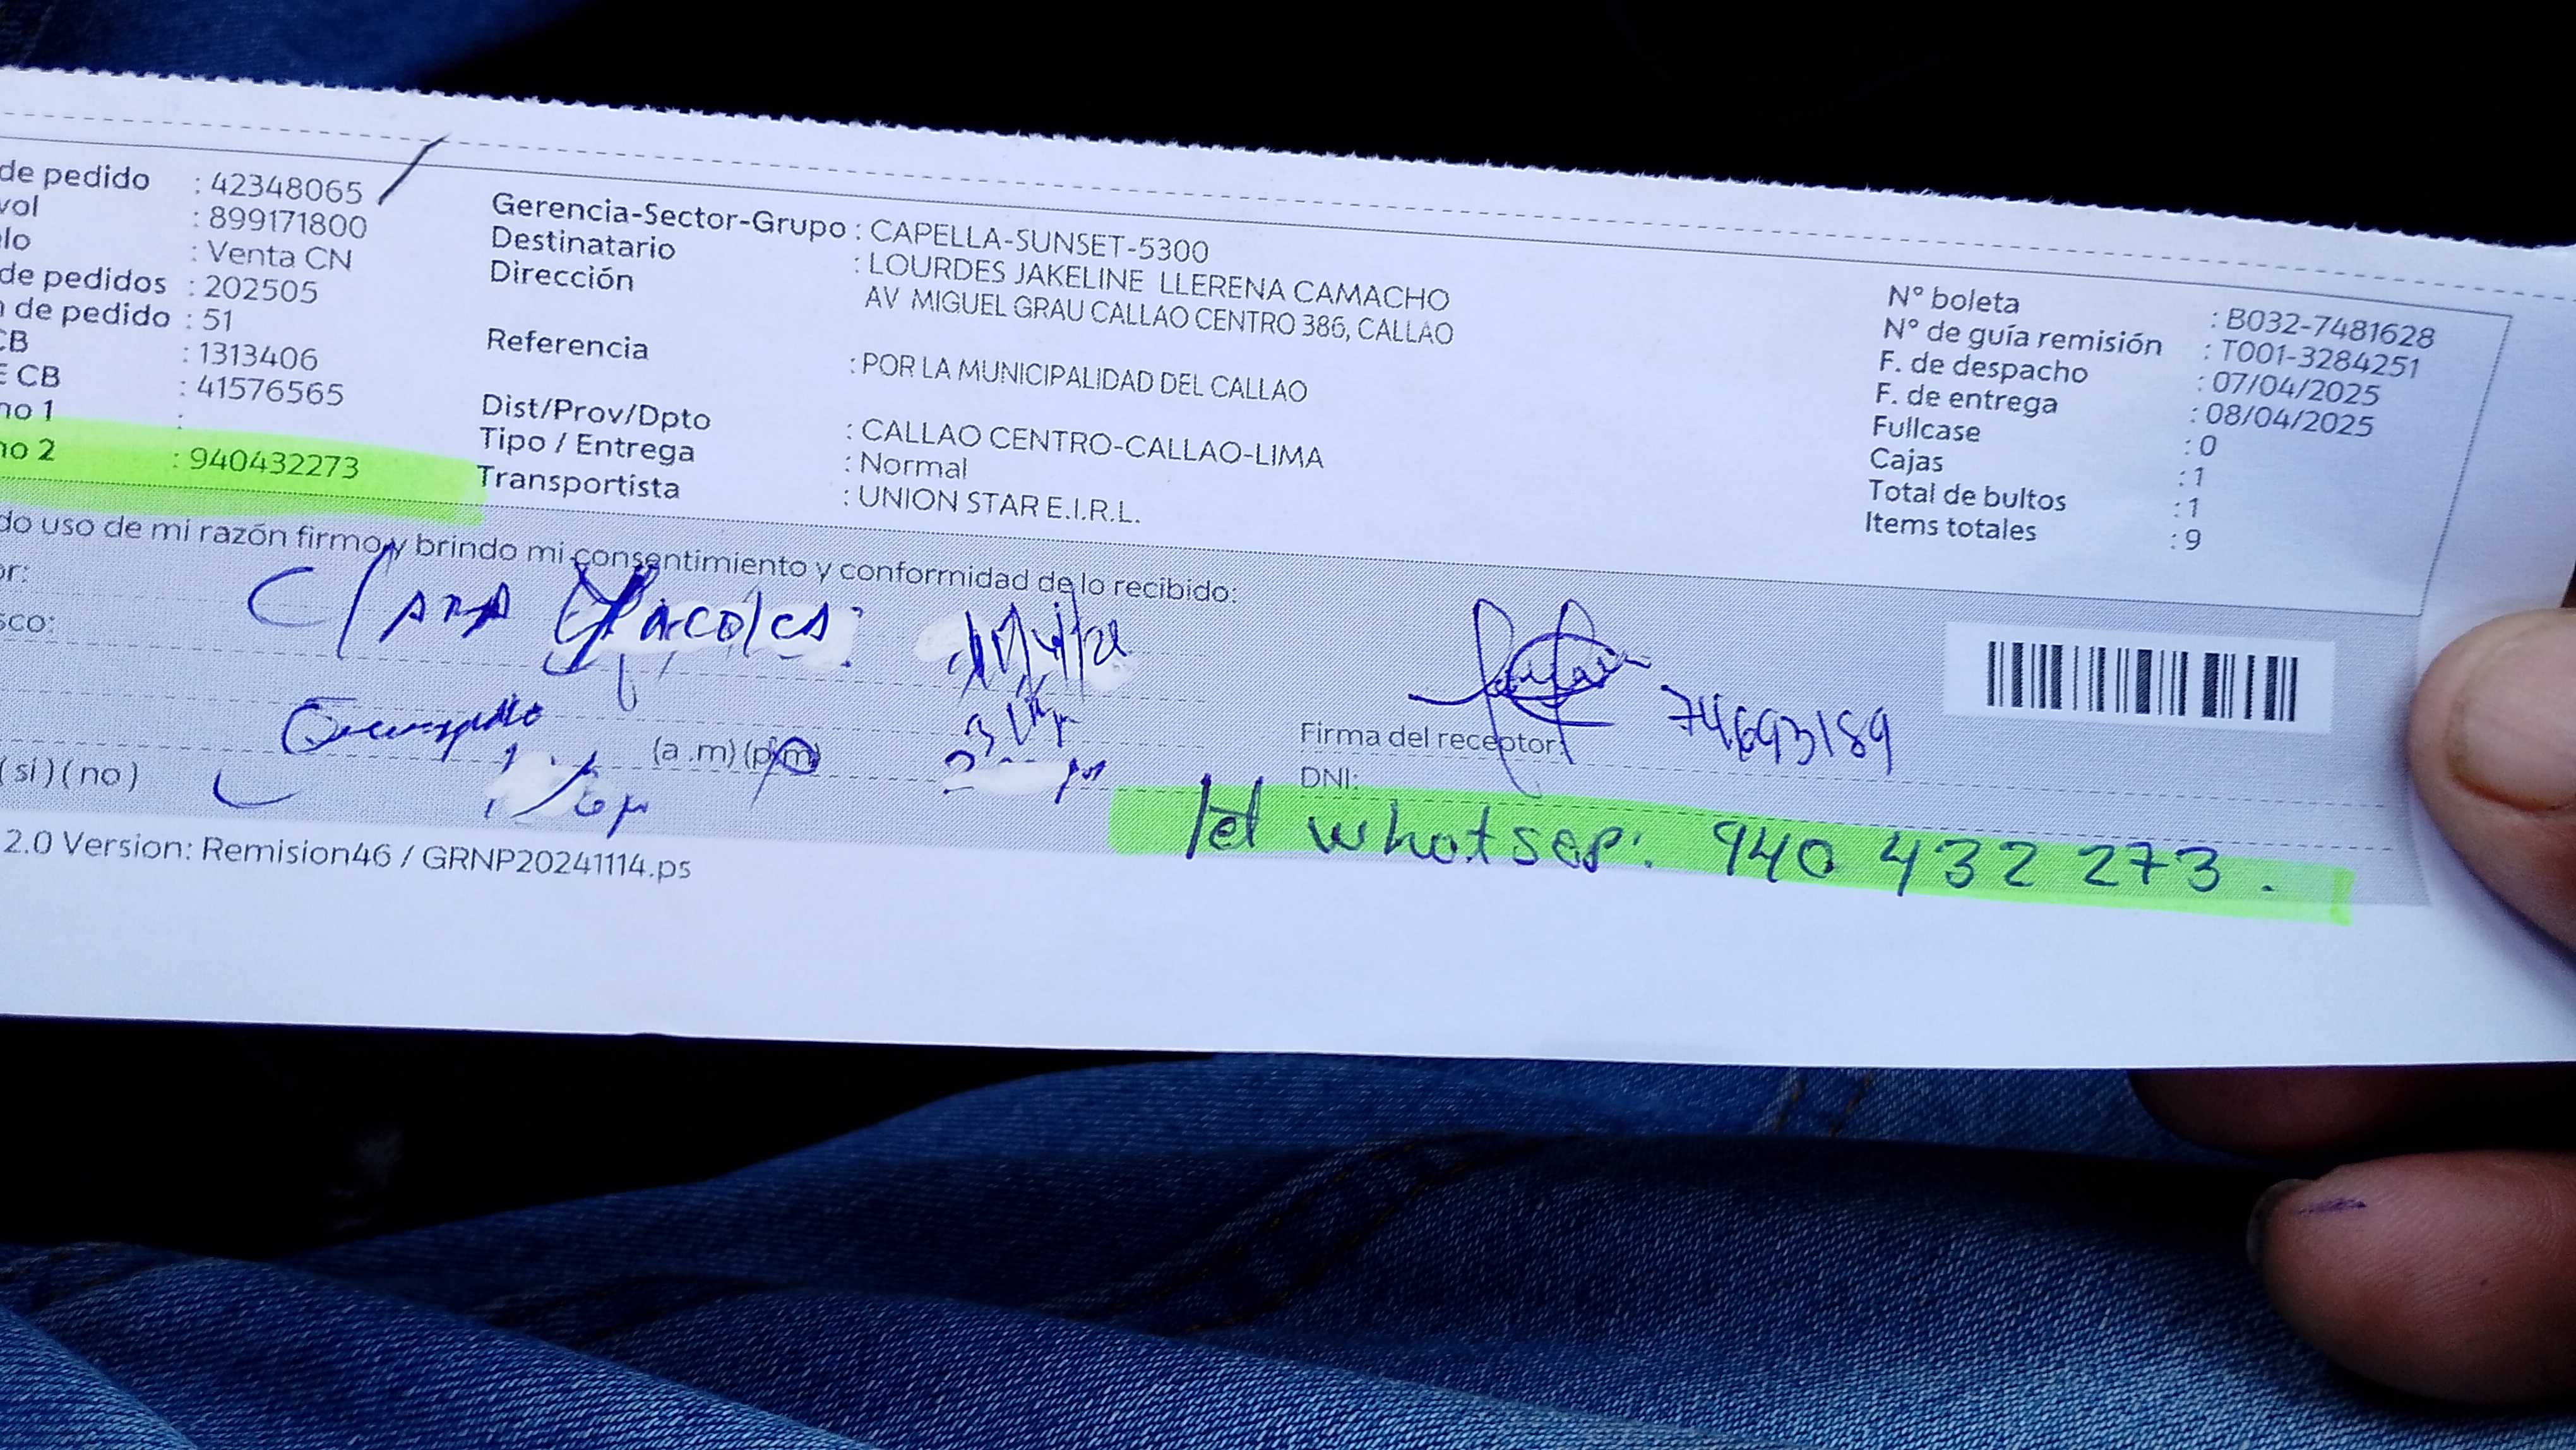 de pedido : 42348065
vol : 899171800
lo : Venta CN
de pedidos : 202505
de pedido : 51
CB : 1313406
E CB : 41576565
no 1 :
no 2 : 940432273
Gerencia-Sector-Grupo : CAPELLA-SUNSET-5300
Destinatario : LOURDES JAKELINE LLERENA CAMACHO
Dirección AV MIGUEL GRAU CALLAO CENTRO 386, CALLAO
Referencia : POR LA MUNICIPALIDAD DEL CALLAO
Dist/Prov/Dpto : CALLAO CENTRO-CALLAO-LIMA
Tipo / Entrega : Normal
Transportista : UNION STAR E.I.R.L.
N° boleta : B032-7481628
N° de guía remisión : T001-3284251
F. de despacho : 07/04/2025
F. de entrega : 08/04/2025
Fullcase : 0
Cajas : 1
Total de bultos : 1
Items totales : 9
do uso de mi razón firmo y brindo mi consentimiento y conformidad de lo recibido:
or:
sco:
(a.m)(p.m)
(si)(no)
Firma del receptor: 74693189
DNI:
tel whatsap: 940 432 273.
2.0 Version: Remision46 / GRNP20241114.ps